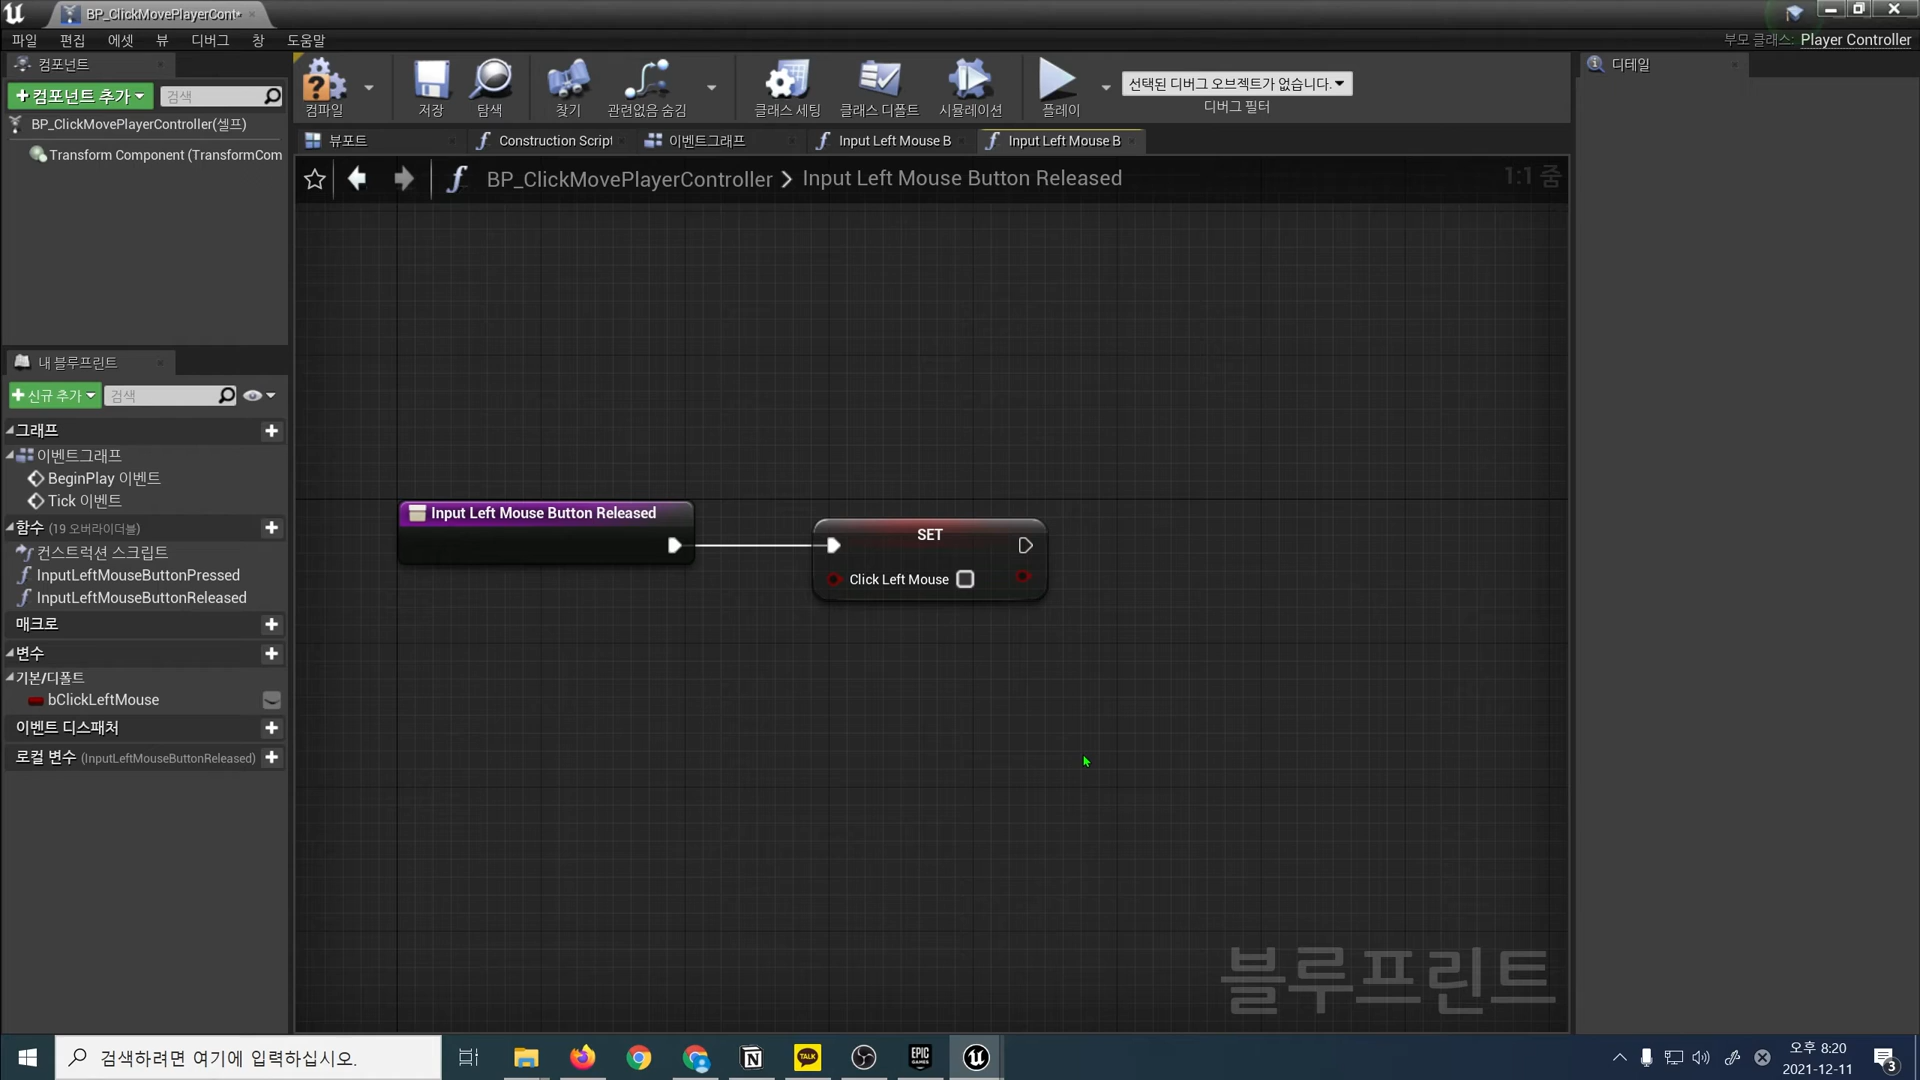 BP_ClickMovePlayerCont
파일 편집 에셋 뷰 디버그 창 도움말
부모 클래스: Player Controller
컴포넌트
+컴포넌트 추가
검색
BP_ClickMovePlayerController(셀프)
Transform Component (TransformCom
컴파일
저장
탐색
찾기
관련없음 숨김
클래스 세팅
클래스 디폴트
시뮬레이션
플레이
선택된 디버그 오브젝트가 없습니다.
디버그 필터
디테일
뷰포트
Construction Script
이벤트그래프
Input Left Mouse B
Input Left Mouse B
BP_ClickMovePlayerController > Input Left Mouse Button Released
1:1 줌
내 블루프린트
+신규 추가
검색
그래프
이벤트그래프
BeginPlay 이벤트
Tick 이벤트
함수 (19 오버라이더블)
컨스트럭션 스크립트
InputLeftMouseButtonPressed
InputLeftMouseButtonReleased
매크로
변수
기본/디폴트
bClickLeftMouse
이벤트 디스패처
로컬 변수 (InputLeftMouseButtonReleased)
Input Left Mouse Button Released
SET
Click Left Mouse
블루프린트
검색하려면 여기에 입력하십시오.
TALK
EPIC GAMES
오후 8:20
2021-12-11
3